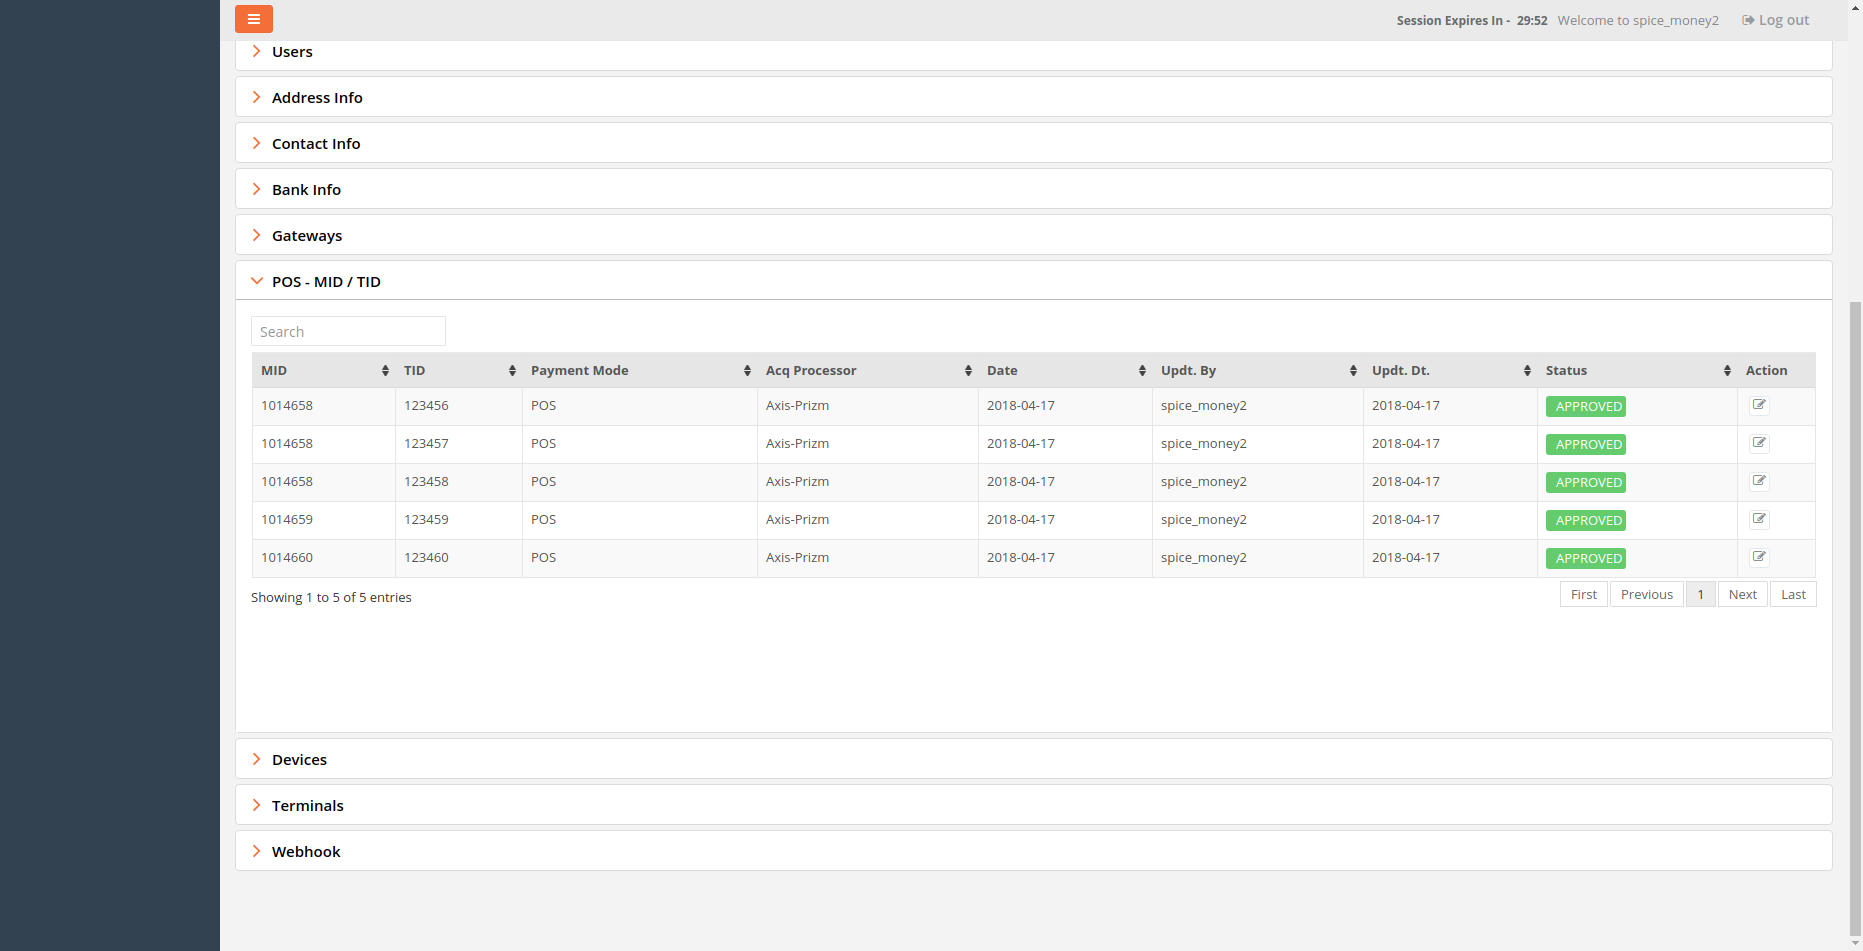 Session Expires In - 29:52 Welcome to spice_money2 Log out
Users
Address Info
Contact Info
Bank Info
Gateways
POS - MID / TID
Search
MID TID Payment Mode Acq Processor Date Updt. By Updt. Dt. Status Action
1014658 123456 POS Axis-Prizm 2018-04-17 spice_money2 2018-04-17 APPROVED
1014658 123457 POS Axis-Prizm 2018-04-17 spice_money2 2018-04-17 APPROVED
1014658 123458 POS Axis-Prizm 2018-04-17 spice_money2 2018-04-17 APPROVED
1014659 123459 POS Axis-Prizm 2018-04-17 spice_money2 2018-04-17 APPROVED
1014660 123460 POS Axis-Prizm 2018-04-17 spice_money2 2018-04-17 APPROVED
Showing 1 to 5 of 5 entries First Previous 1 Next Last
Devices
Terminals
Webhook